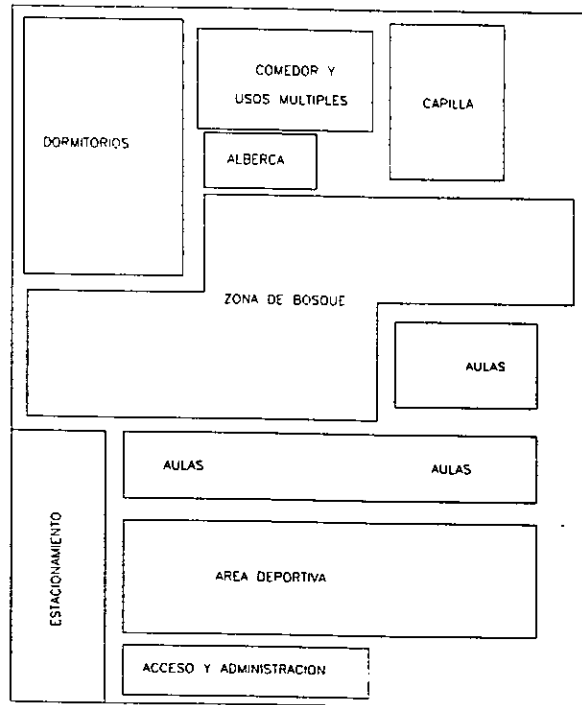 COMEDOR Y
USOS MULTIPLES
CAPILLA
DORMITORIOS
ALBERCA
ZONA DE BOSQUE
AULAS
AULAS AULAS
ESTACIONAMIENTO
AREA DEPORTIVA
ACCESO Y ADMINISTRACION